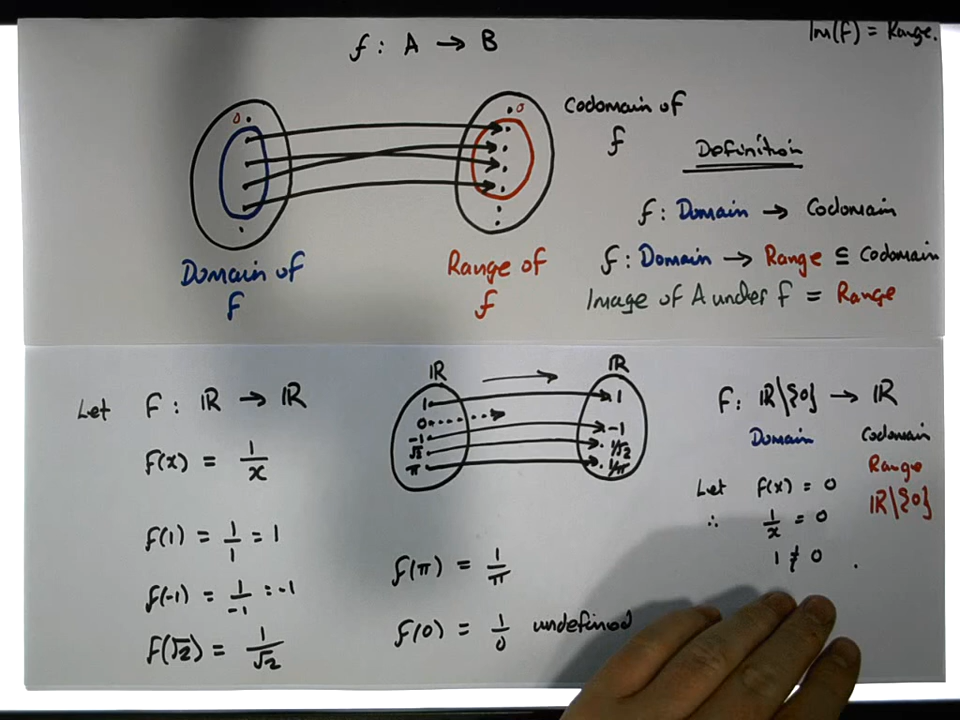 f : A → B
Im(f) = Range.
0
0
Codomain of
f
Definition
f : Domain → Codomain
f : Domain → Range ⊆ Codomain
Image of A under f = Range
Domain of
f
Range of
f
Let f : ℝ → ℝ
f(x) = 1/x
f(1) = 1/1 = 1
f(-1) = 1/-1 = -1
f(√2) = 1/√2
ℝ ℝ
1 1
0
-1 -1
√2 1/√2
π 1/π
f(π) = 1/π
f(0) = 1/0 undefined
f : ℝ\{0} → ℝ
Domain Codomain
Range
ℝ\{0}
Let f(x) = 0
∴ 1/x = 0
1 ≠ 0 .